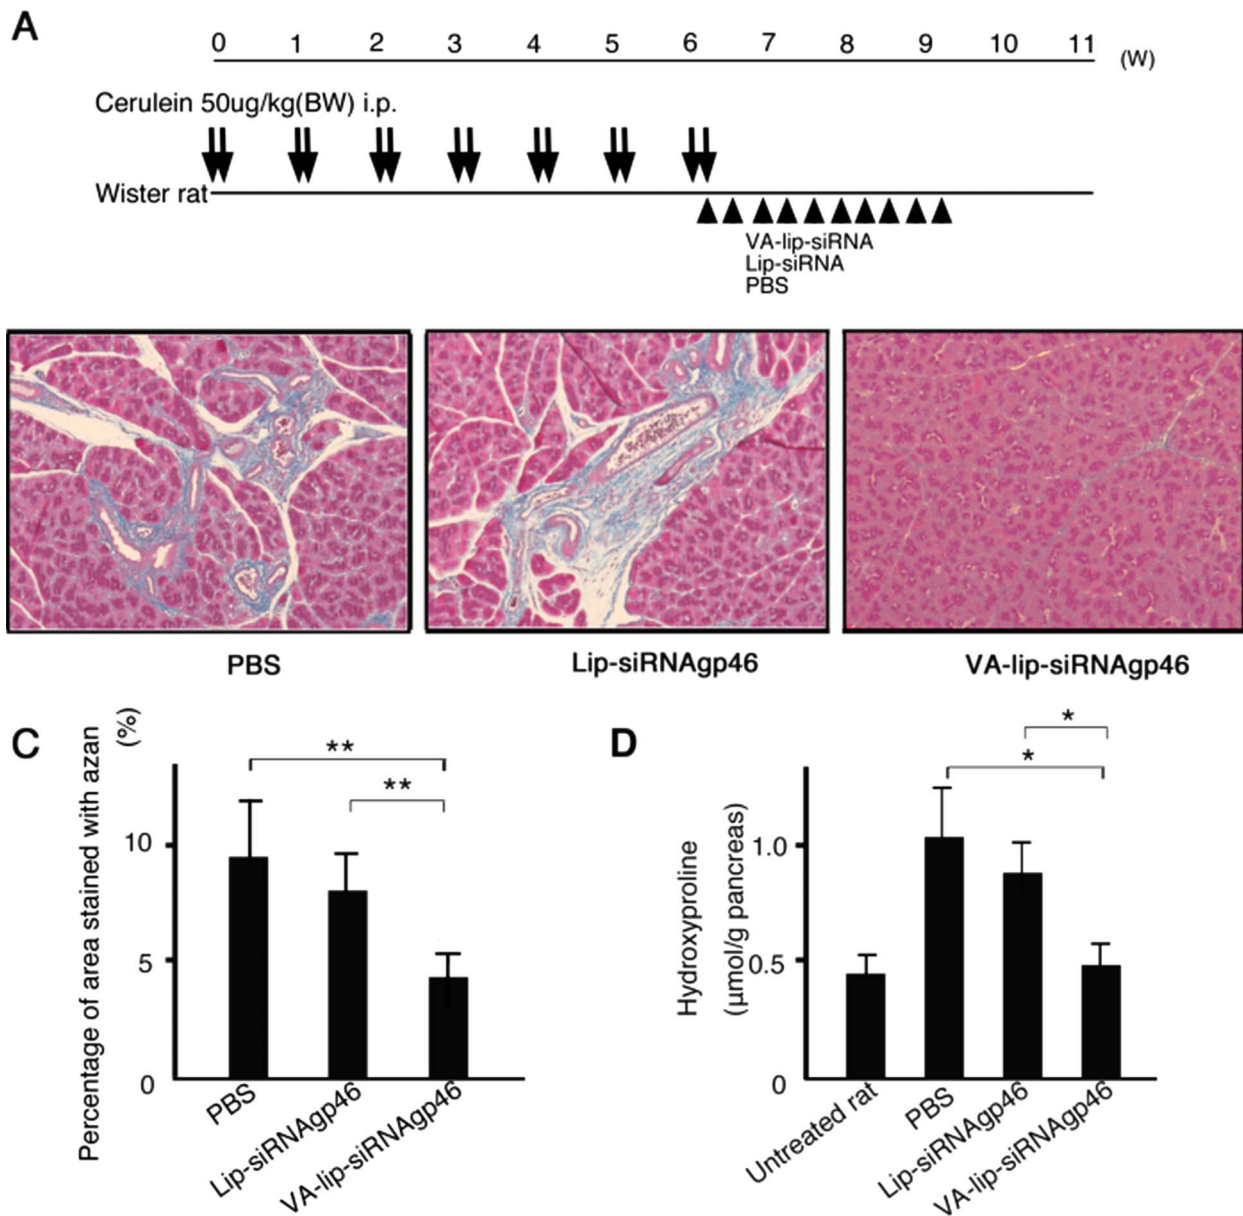 A
0 1 2 3 4 5 6 7 8 9 10 11 (W)
Cerulein 50ug/kg(BW) i.p.
Wister rat
VA-lip-siRNA
Lip-siRNA
PBS
PBS Lip-siRNAgp46 VA-lip-siRNAgp46
C
Percentage of area stained with azan
(%)
**
**
10
5
0
PBS
Lip-siRNAgp46
VA-lip-siRNAgp46
D
Hydroxyproline
(µmol/g pancreas)
*
*
1.0
0.5
0
Untreated rat
PBS
Lip-siRNAgp46
VA-lip-siRNAgp46